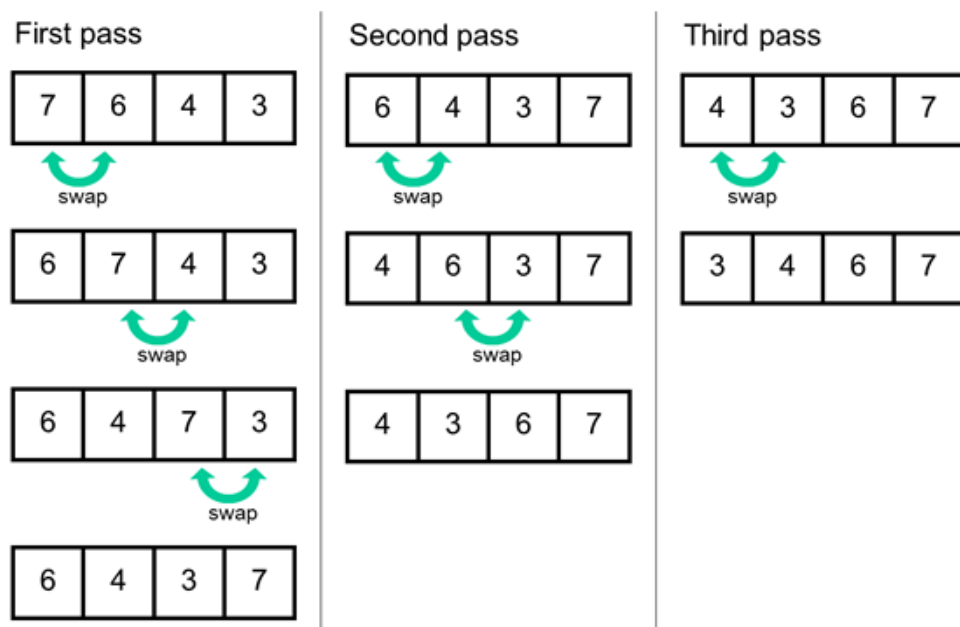 First pass
7 6 4 3
swap
6 7 4 3
swap
6 4 7 3
swap
6 4 3 7
Second pass
6 4 3 7
swap
4 6 3 7
swap
4 3 6 7
Third pass
4 3 6 7
swap
3 4 6 7